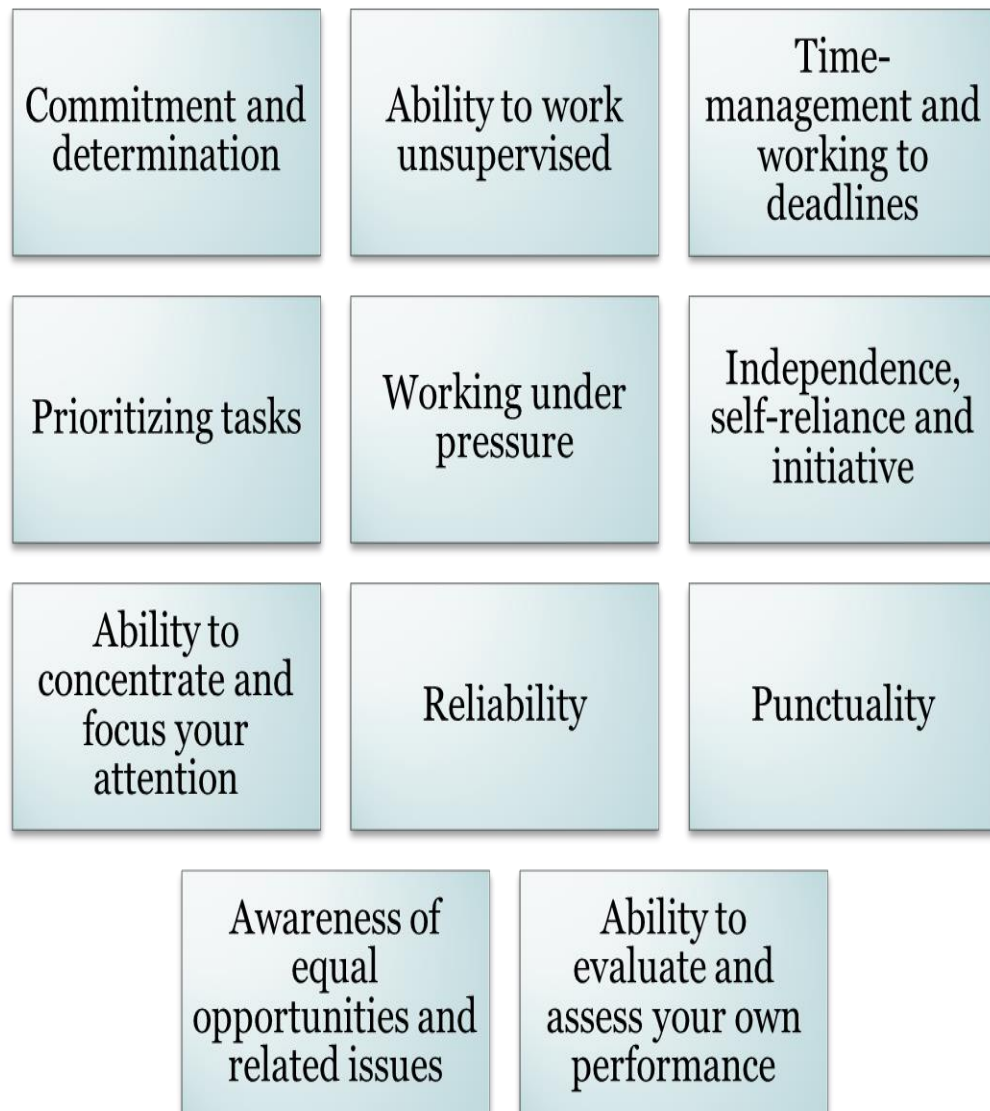 Commitment and
determination
Ability to work
unsupervised
Time-
management and
working to
deadlines
Prioritizing tasks
Working under
pressure
Independence,
self-reliance and
initiative
Ability to
concentrate and
focus your
attention
Reliability
Punctuality
Awareness of
equal
opportunities and
related issues
Ability to
evaluate and
assess your own
performance